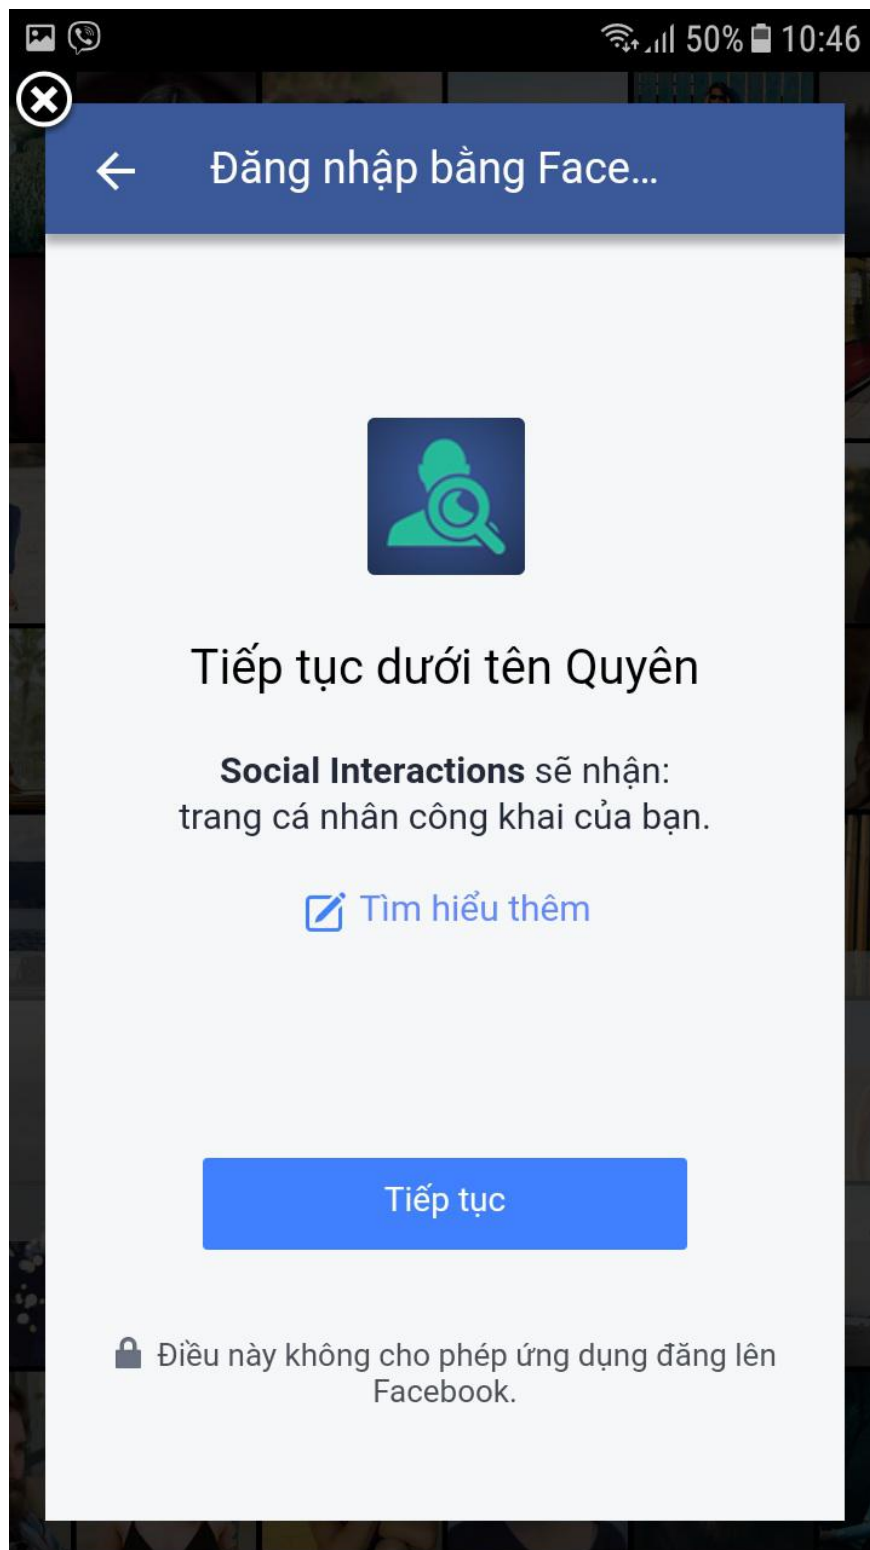 50% 10:46
Đăng nhập bằng Face...
Tiếp tục dưới tên Quyên
Social Interactions sẽ nhận:
trang cá nhân công khai của bạn.
Tìm hiểu thêm
Tiếp tục
Điều này không cho phép ứng dụng đăng lên
Facebook.